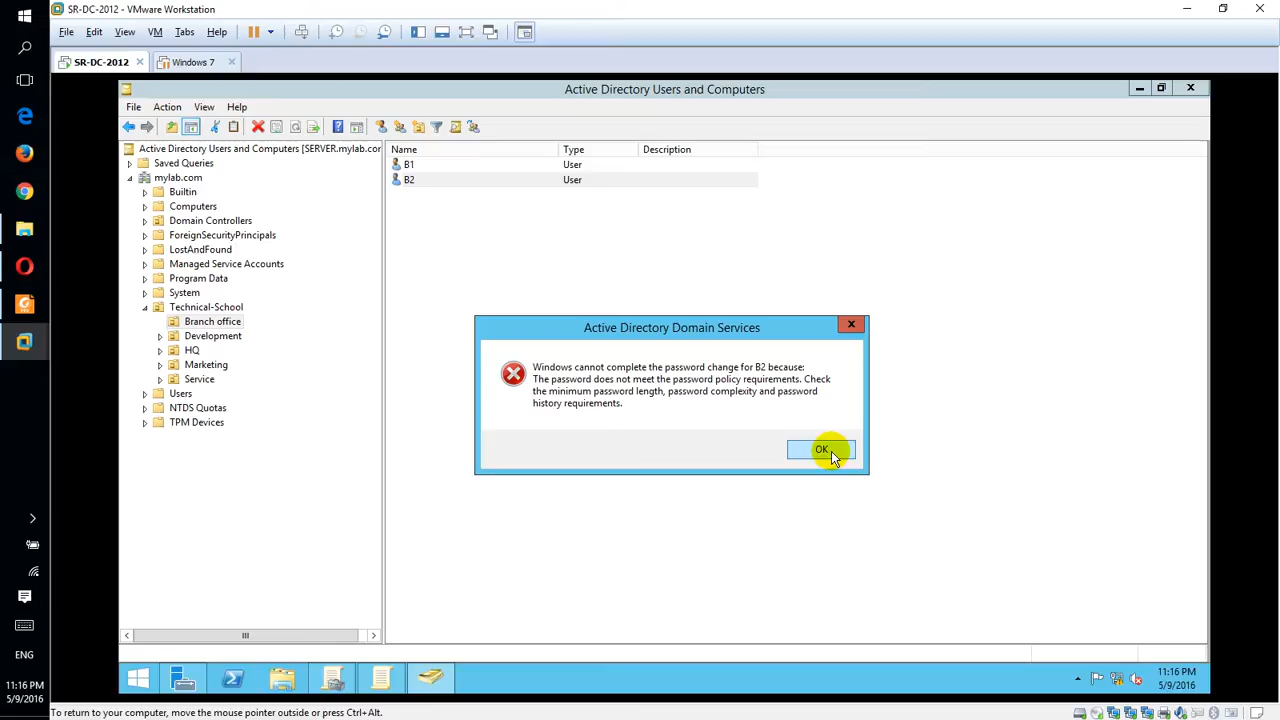 SR-DC-2012 - VMware Workstation
File Edit View VM Tabs Help
SR-DC-2012 Windows 7
Active Directory Users and Computers
File Action View Help
Active Directory Users and Computers [SERVER.mylab.cor
Saved Queries
mylab.com
Builtin
Computers
Domain Controllers
ForeignSecurityPrincipals
LostAndFound
Managed Service Accounts
Program Data
System
Technical-School
Branch office
Development
HQ
Marketing
Service
Users
NTDS Quotas
TPM Devices
Name Type Description
B1 User
B2 User
Active Directory Domain Services
Windows cannot complete the password change for B2 because:
The password does not meet the password policy requirements. Check
the minimum password length, password complexity and password
history requirements.
OK
11:16 PM
5/9/2016
ENG
11:16 PM
5/9/2016
To return to your computer, move the mouse pointer outside or press Ctrl+Alt.